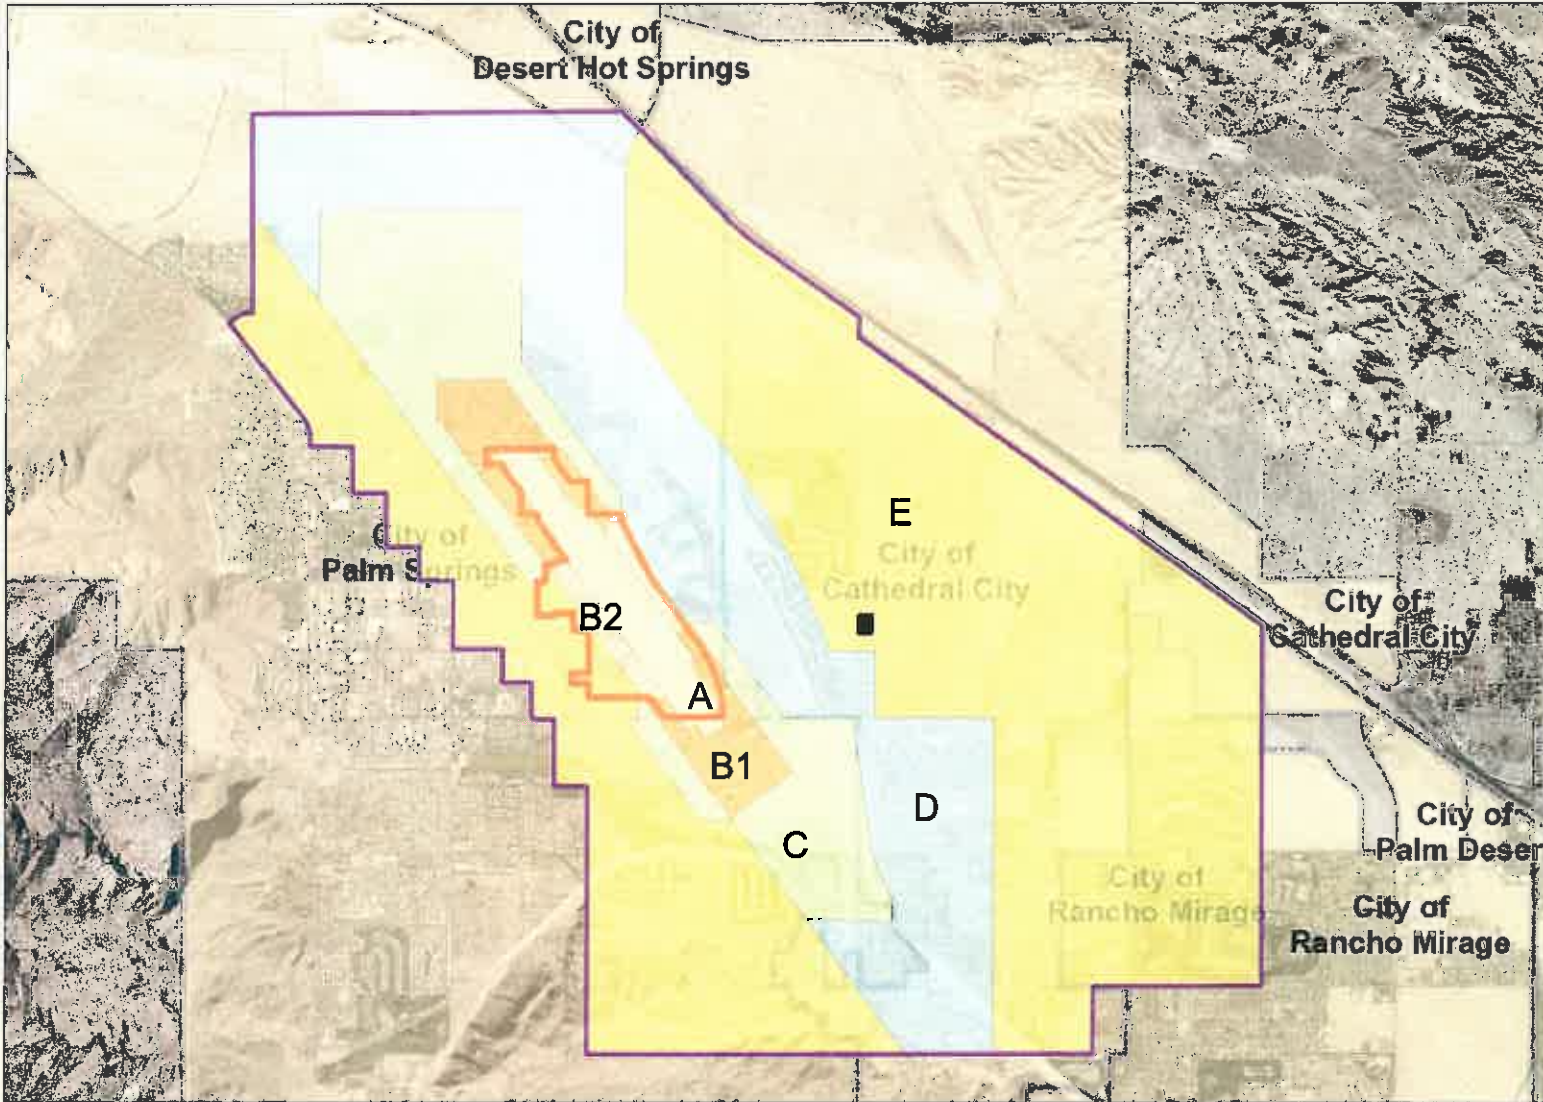 City of
Desert Hot Springs
E
City of
Palm Springs
City of
Cathedral City
City of
Cathedral City
B2
A
B1
D
City of
Palm Deser
C
City of
Rancho Mirage
City of
Rancho Mirage